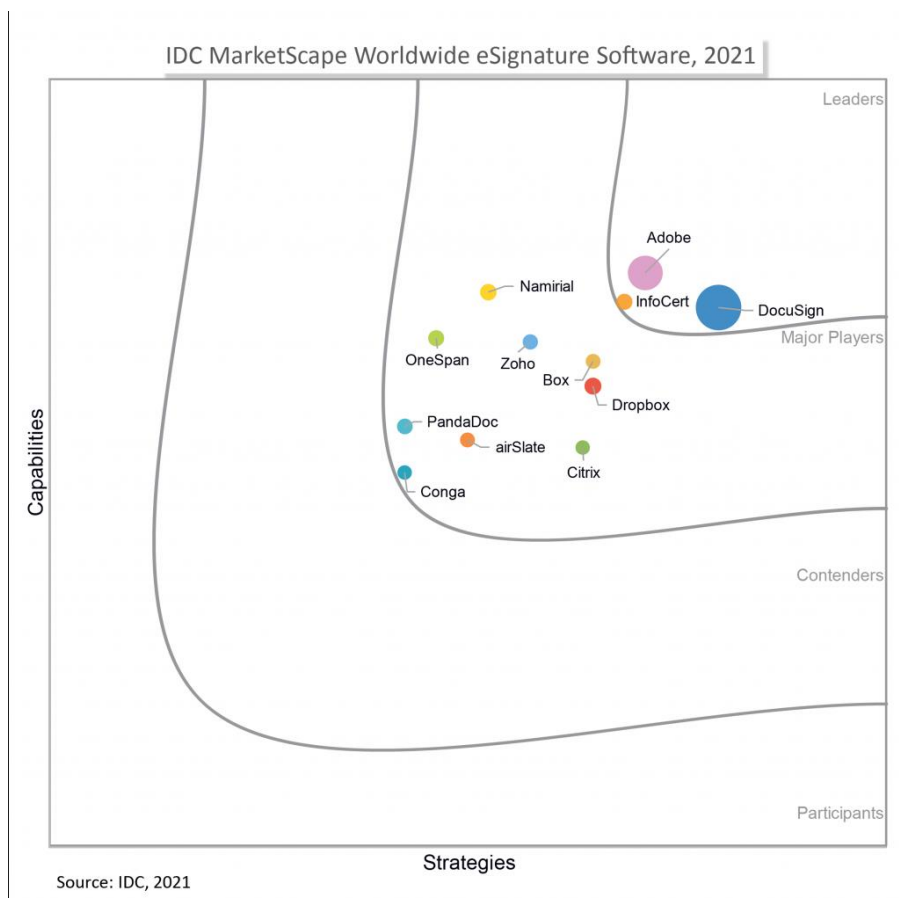 IDC MarketScape Worldwide eSignature Software, 2021
Leaders
Adobe
Namirial
InfoCert
DocuSign
Major Players
OneSpan
Zoho
Box
Dropbox
PandaDoc
airSlate
Citrix
Conga
Capabilities
Contenders
Participants
Strategies
Source: IDC, 2021